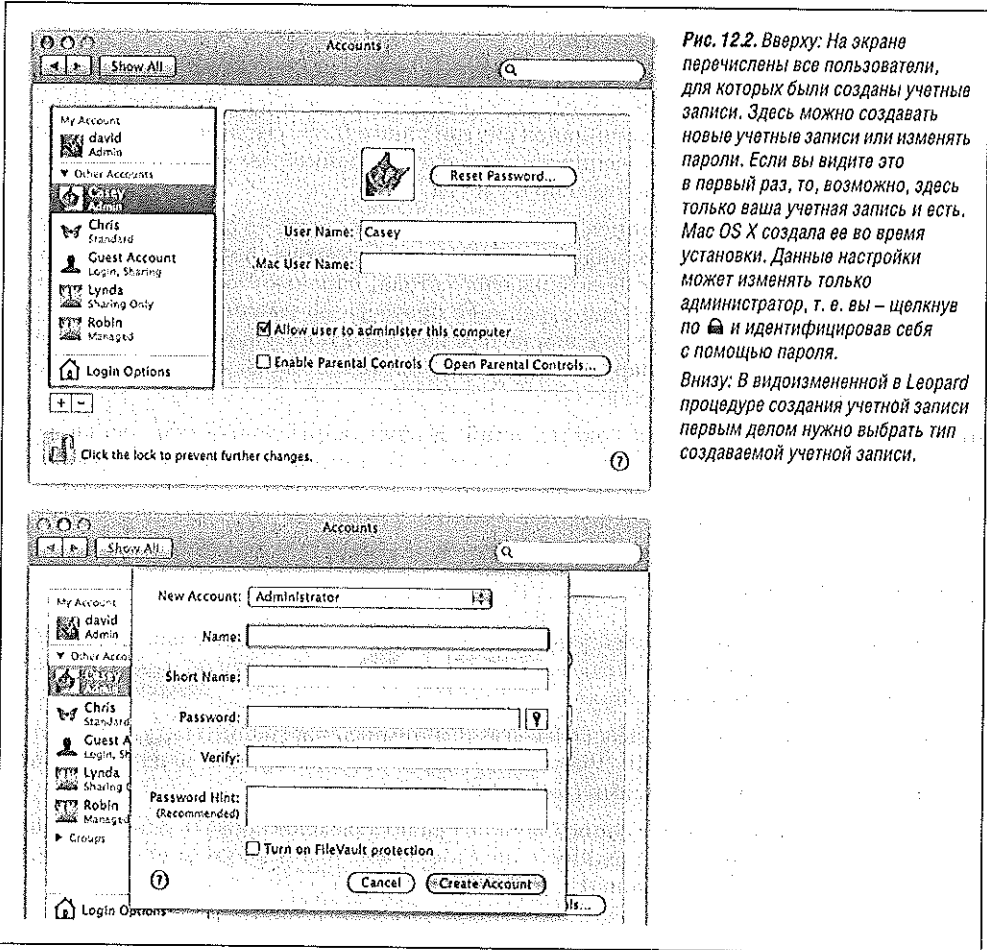 Accounts
Show All
My Account
david
Admin
Other Accounts
Casey
Admin
Chris
Standard
Guest Account
Login, Sharing
Lynda
Sharing Only
Robin
Managed
Login Options
+ -
Reset Password...
User Name: Casey
Mac User Name:
Allow user to administer this computer
Enable Parental Controls Open Parental Controls...
Click the lock to prevent further changes.
?
Рис. 12.2. Вверху: На экране
перечислены все пользователи,
для которых были созданы учетные
записи. Здесь можно создавать
новые учетные записи или изменять
пароли. Если вы видите это
в первый раз, то, возможно, здесь
только ваша учетная запись и есть.
Mac OS X создала ее во время
установки. Данные настройки
может изменять только
администратор, т. е. вы – щелкнув
по и идентифицировав себя
с помощью пароля.
Внизу: В видоизмененной в Leopard
процедуре создания учетной записи
первым делом нужно выбрать тип
создаваемой учетной записи.
Accounts
Show All
My Account
david
Admin
Other Acco
Chris
Standard
Guest A
Login, Sh
Lynda
Sharing
Robin
Managed
Groups
Login Options
New Account: Administrator
Name:
Short Name:
Password:
Verify:
Password Hint:
(Recommended)
Turn on FileVault protection
?
Cancel Create Account
ls...